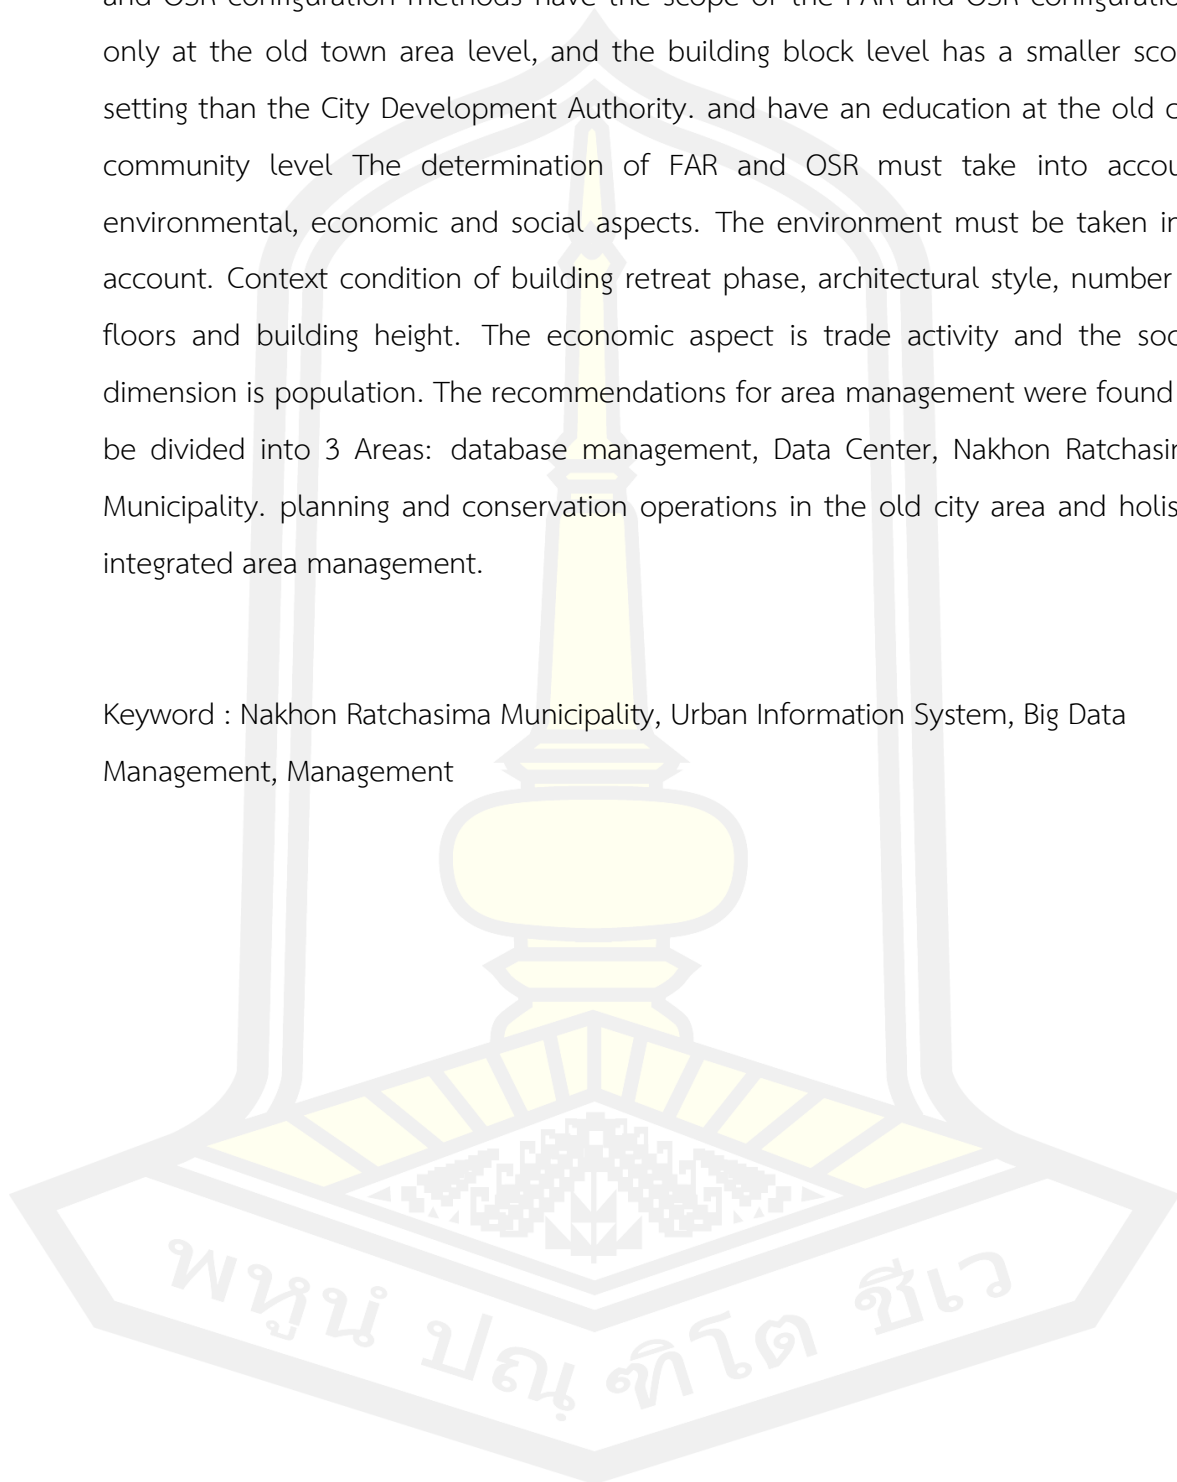 and OSR configuration methods have the scope of the FAR and OSR
only at the old town area level, and the building block level has a smaller
setting than the City Development Authority. and have an education at the old
community level The determination of FAR and OSR must take into
environmental, economic and social aspects. The environment must be taken
account. Context condition of building retreat phase, architectural style, number
floors and building height. The economic aspect is trade activity and the
dimension is population. The recommendations for area management were found
be divided into 3 Areas: database management, Data Center, Nakhon
Municipality. planning and conservation operations in the old city area and
integrated area management.
Keyword : Nakhon Ratchasima Municipality, Urban Information System, Big Data
Management, Management
พหูนํ ปณฺฑิโต ชีเว